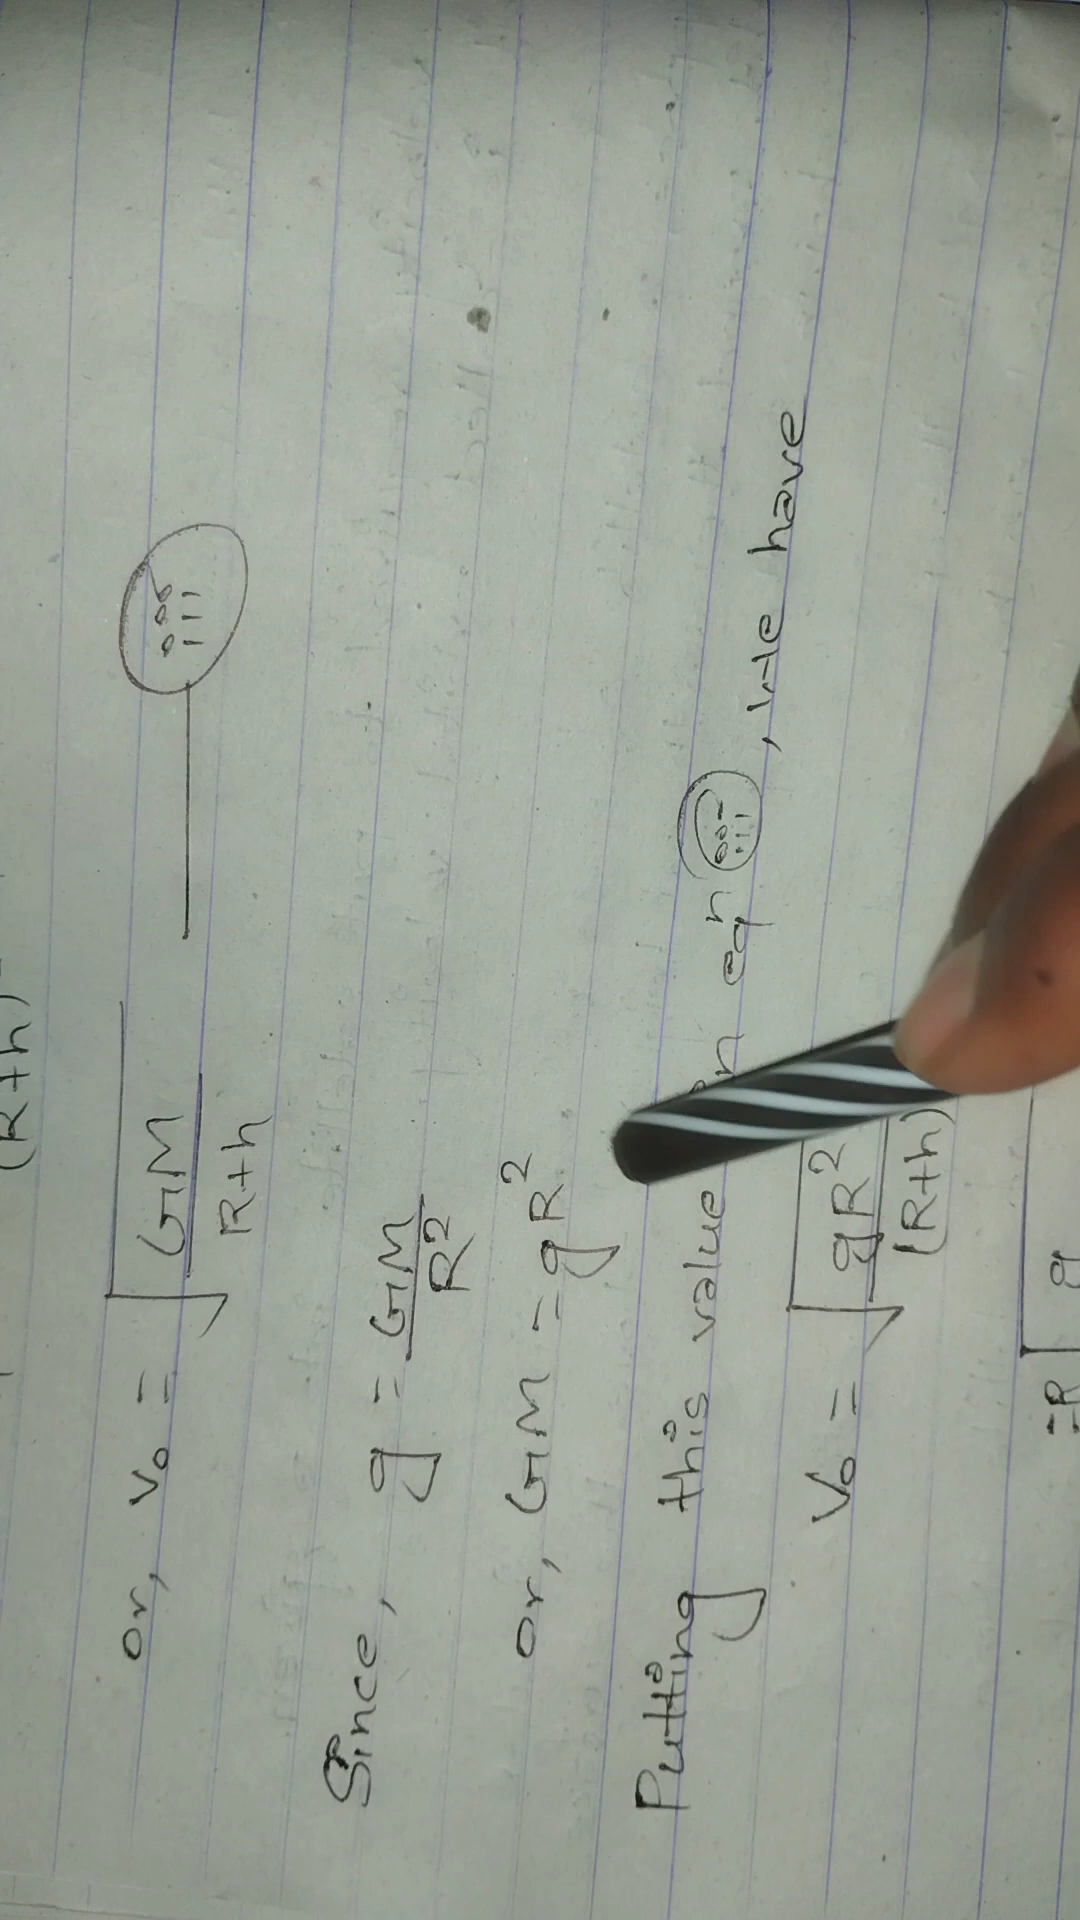 (R+h)
or, V₀ = √(GM / R+h) —— (iii)
Since, g = GM / R²
or, GM = gR²
Putting this value in eqⁿ (iii), We have
V₀ = √(gR² / (R+h))
= R √ g